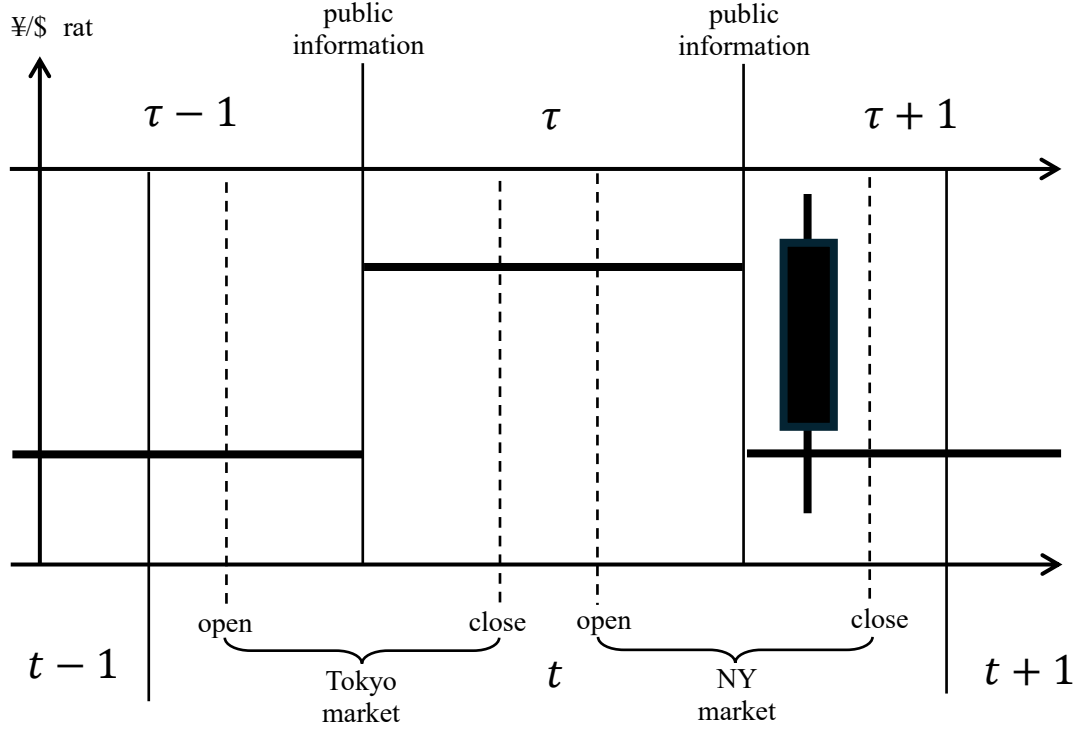 ¥/$ rat
public
information
public
information
τ − 1
τ
τ + 1
open
close
open
close
t − 1
Tokyo
market
t
NY
market
t + 1